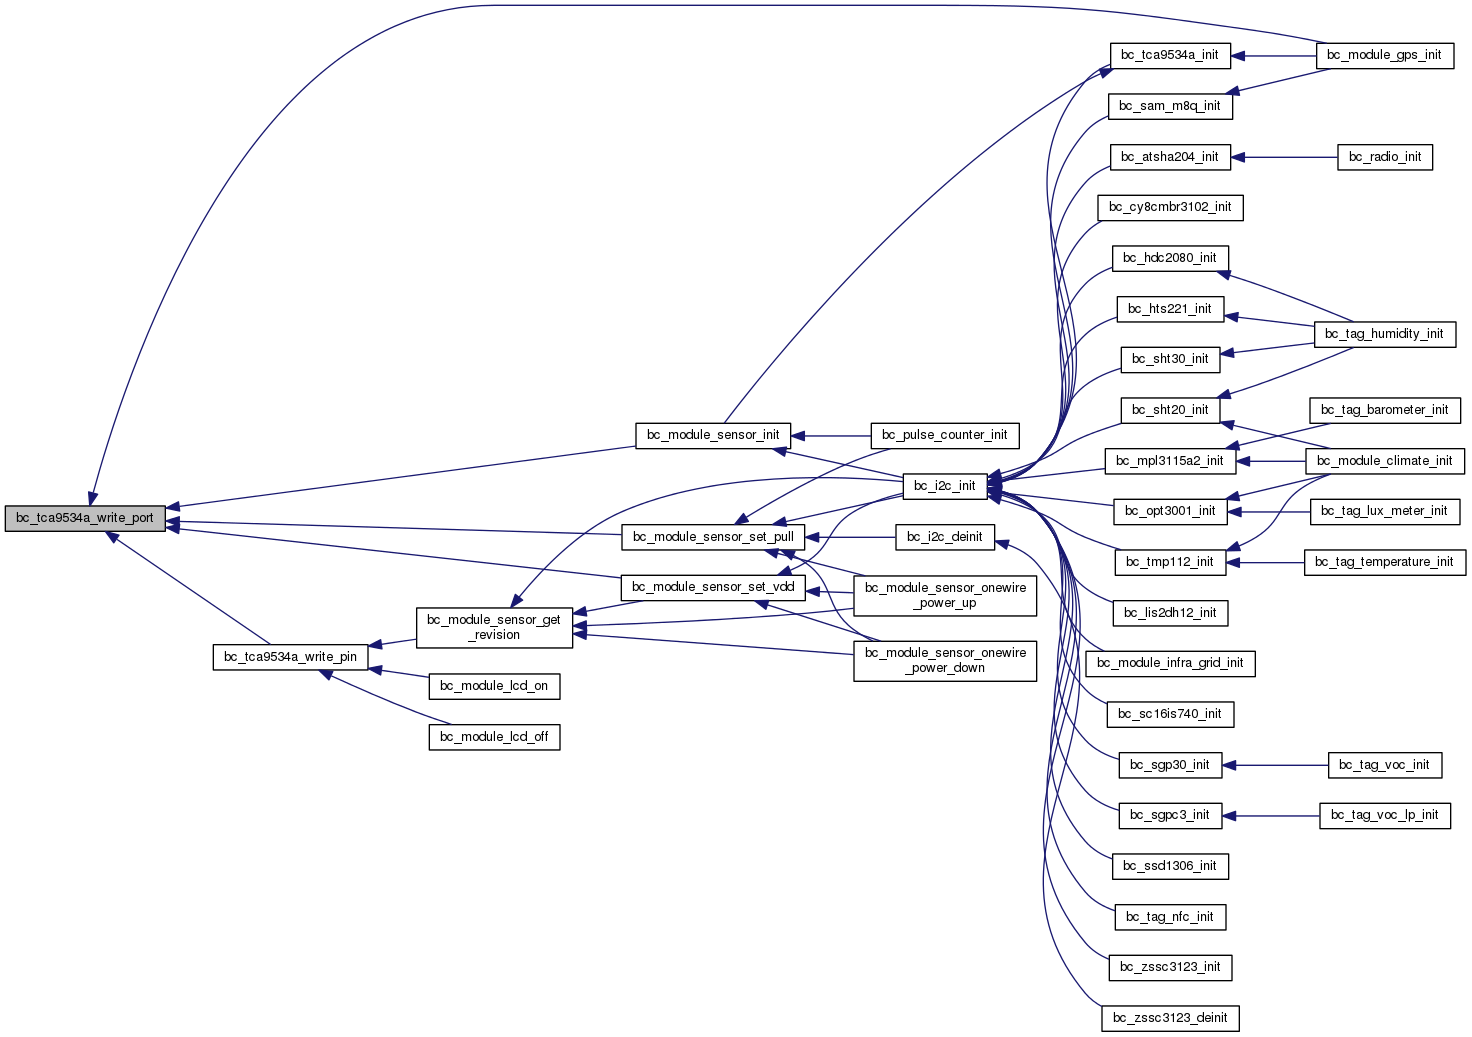 bc_tca9534a_write_port
bc_tca9534a_write_pin
bc_module_sensor_get
_revision
bc_module_lcd_on
bc_module_lcd_off
bc_module_sensor_init
bc_module_sensor_set_pull
bc_module_sensor_set_vdd
bc_pulse_counter_init
bc_i2c_init
bc_i2c_deinit
bc_module_sensor_onewire
_power_up
bc_module_sensor_onewire
_power_down
bc_tca9534a_init
bc_sam_m8q_init
bc_atsha204_init
bc_cy8cmbr3102_init
bc_hdc2080_init
bc_hts221_init
bc_sht30_init
bc_sht20_init
bc_mpl3115a2_init
bc_opt3001_init
bc_tmp112_init
bc_lis2dh12_init
bc_module_infra_grid_init
bc_sc16is740_init
bc_sgp30_init
bc_sgpc3_init
bc_ssd1306_init
bc_tag_nfc_init
bc_zssc3123_init
bc_zssc3123_deinit
bc_module_gps_init
bc_radio_init
bc_tag_humidity_init
bc_tag_barometer_init
bc_module_climate_init
bc_tag_lux_meter_init
bc_tag_temperature_init
bc_tag_voc_init
bc_tag_voc_lp_init